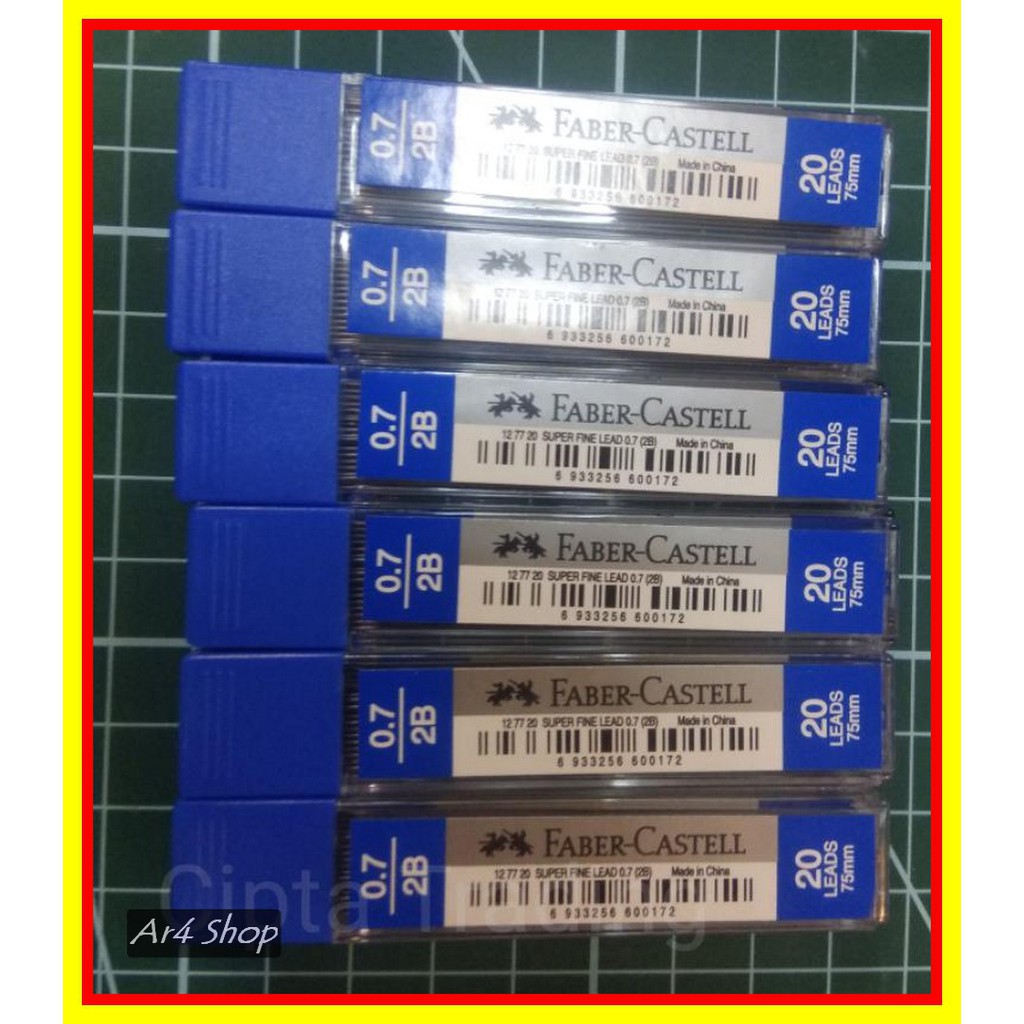 0.7
2B
FABER-CASTELL
12 77 20 SUPER FINE LEAD 0.7 (2B) Made in China
6 933256 600172
20
LEADS
75mm
0.7
2B
FABER-CASTELL
12 77 20 SUPER FINE LEAD 0.7 (2B) Made in China
6 933256 600172
20
LEADS
75mm
0.7
2B
FABER-CASTELL
12 77 20 SUPER FINE LEAD 0.7 (2B) Made in China
6 933256 600172
20
LEADS
75mm
0.7
2B
FABER-CASTELL
12 77 20 SUPER FINE LEAD 0.7 (2B) Made in China
6 933256 600172
20
LEADS
75mm
0.7
2B
FABER-CASTELL
12 77 20 SUPER FINE LEAD 0.7 (2B) Made in China
6 933256 600172
20
LEADS
75mm
0.7
2B
FABER-CASTELL
12 77 20 SUPER FINE LEAD 0.7 (2B) Made in China
6 933256 600172
20
LEADS
75mm
Cipta Trading
Ar4 Shop